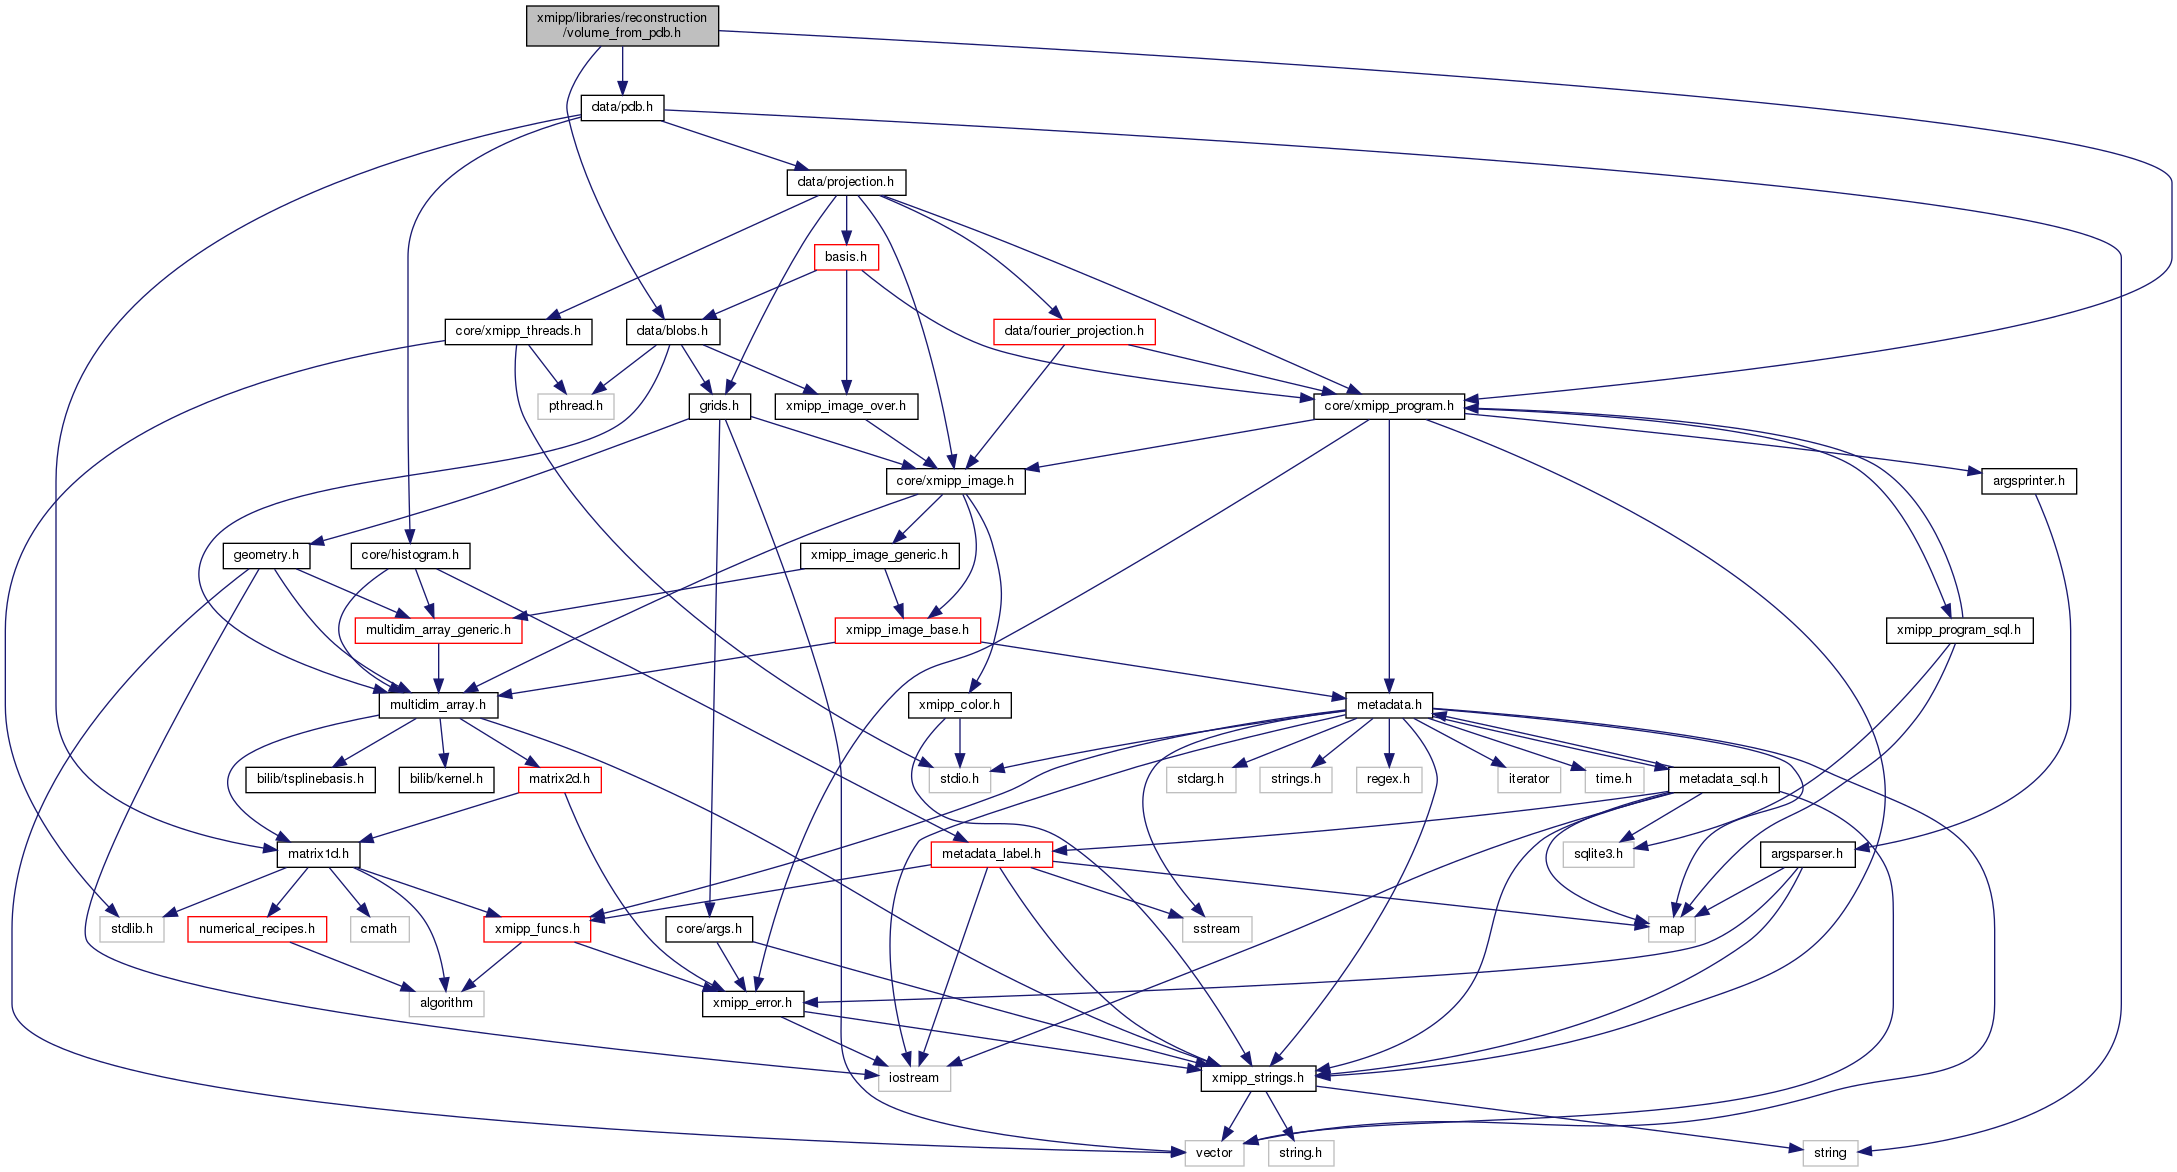 xmipp/libraries/reconstruction
/volume_from_pdb.h
data/pdb.h
data/projection.h
basis.h
core/xmipp_threads.h
data/blobs.h
data/fourier_projection.h
pthread.h
grids.h
xmipp_image_over.h
core/xmipp_program.h
core/xmipp_image.h
argsprinter.h
geometry.h
core/histogram.h
xmipp_image_generic.h
multidim_array_generic.h
xmipp_image_base.h
xmipp_program_sql.h
multidim_array.h
xmipp_color.h
metadata.h
bilib/tsplinebasis.h
bilib/kernel.h
matrix2d.h
stdio.h
stdarg.h
strings.h
regex.h
iterator
time.h
metadata_sql.h
matrix1d.h
metadata_label.h
sqlite3.h
argsparser.h
stdlib.h
numerical_recipes.h
cmath
xmipp_funcs.h
core/args.h
sstream
map
algorithm
xmipp_error.h
iostream
xmipp_strings.h
vector
string.h
string